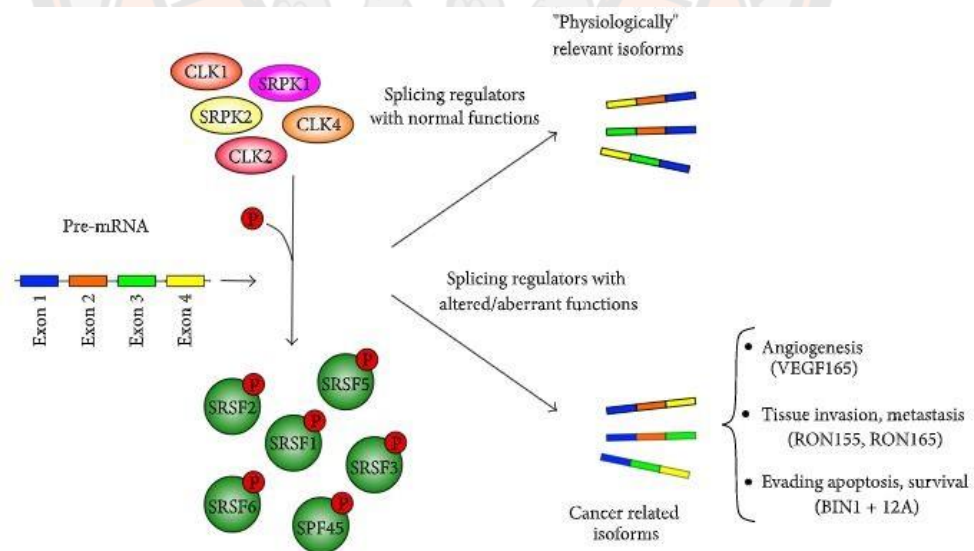 "Physiologically"
relevant isoforms
CLK1
SRPK1
SRPK2
CLK4
CLK2
Splicing regulators
with normal functions
P
Pre-mRNA
Exon 1
Exon 2
Exon 3
Exon 4
Splicing regulators with
altered/aberrant functions
P
SRSF2
P
SRSF5
P
SRSF1
P
SRSF3
P
SRSF6
P
SPF45
Cancer related
isoforms
• Angiogenesis
(VEGF165)
• Tissue invasion, metastasis
(RON155, RON165)
• Evading apoptosis, survival
(BIN1 + 12A)